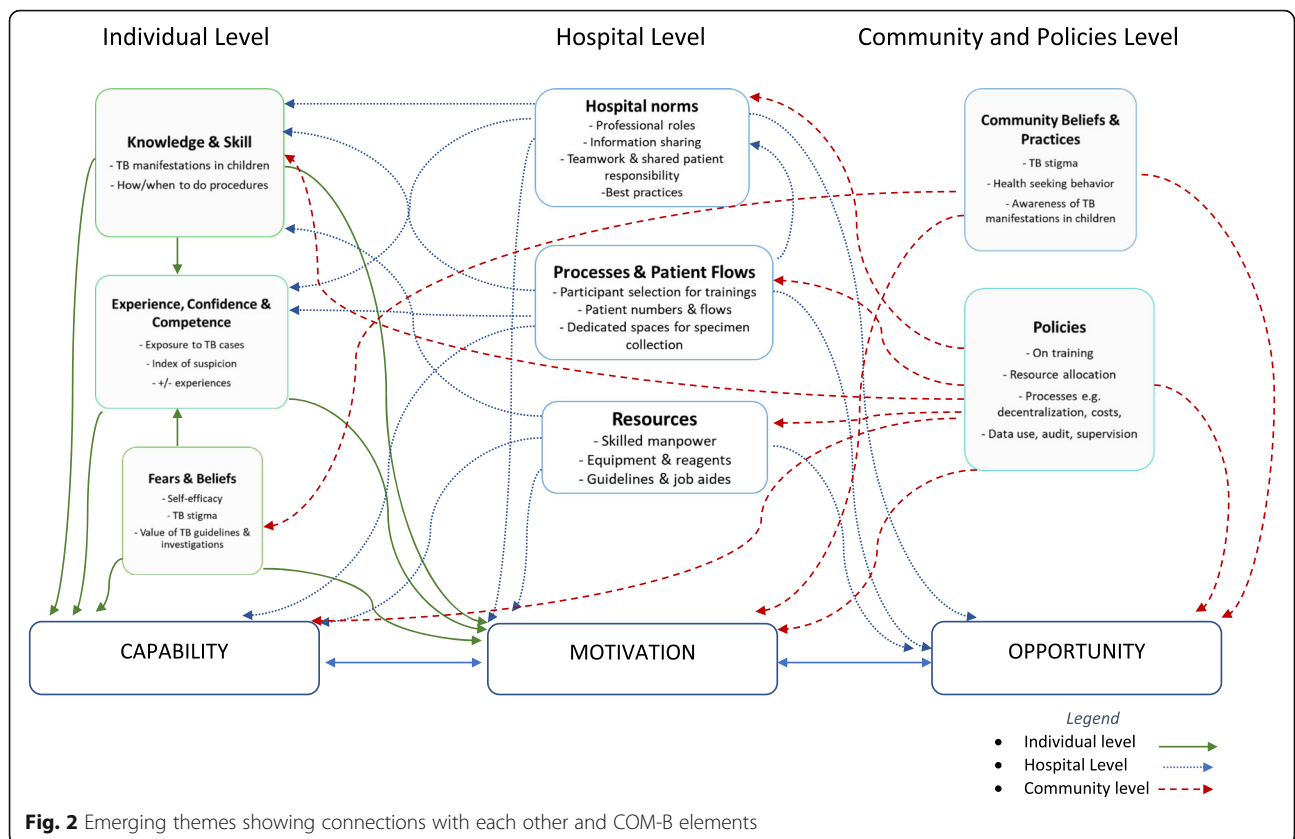 Individual Level
Hospital Level
Community and Policies Level
Knowledge & Skill
- TB manifestations in children
- How/when to do procedures
Experience, Confidence &
Competence
- Exposure to TB cases
- Index of suspicion
- +/- experiences
Fears & Beliefs
- Self-efficacy
- TB stigma
- Value of TB guidelines &
investigations
Hospital norms
- Professional roles
- Information sharing
- Teamwork & shared patient
responsibility
-Best practices
Processes & Patient Flows
- Participant selection for trainings
- Patient numbers & flows
- Dedicated spaces for specimen
collection
Resources
- Skilled manpower
- Equipment & reagents
- Guidelines & job aides
Community Beliefs &
Practices
- TB stigma
- Health seeking behavior
- Awareness of TB
manifestations in children
Policies
- On training
- Resource allocation
- Processes e.g.
decentralization, costs,
- Data use, audit, supervision
CAPABILITY
MOTIVATION
OPPORTUNITY
Legend
• Individual level
• Hospital Level
• Community level
Fig. 2 Emerging themes showing connections with each other and COM-B elements